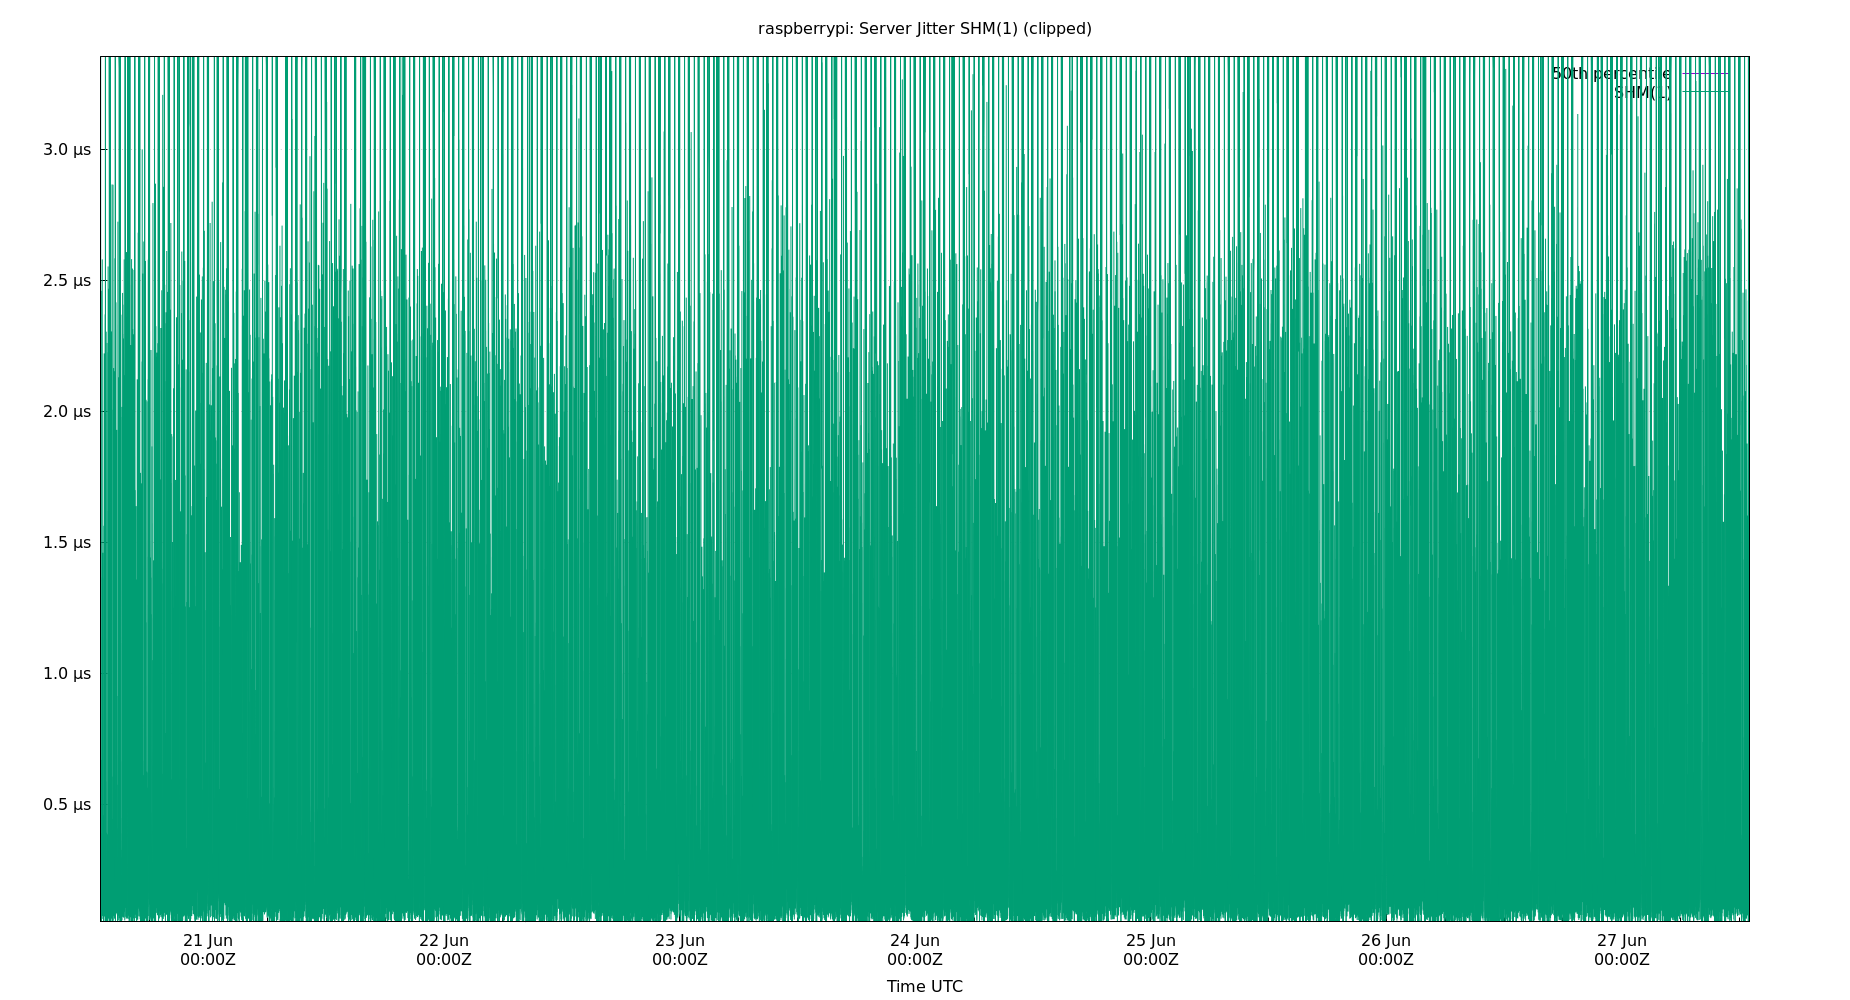 raspberrypi: Server Jitter SHM(1) (clipped)
50th percentile
SHM(1)
3.0 µs
2.5 µs
2.0 µs
1.5 µs
1.0 µs
0.5 µs
21 Jun 22 Jun 23 Jun 24 Jun 25 Jun 26 Jun 27 Jun
00:00Z 00:00Z 00:00Z 00:00Z 00:00Z 00:00Z 00:00Z
Time UTC